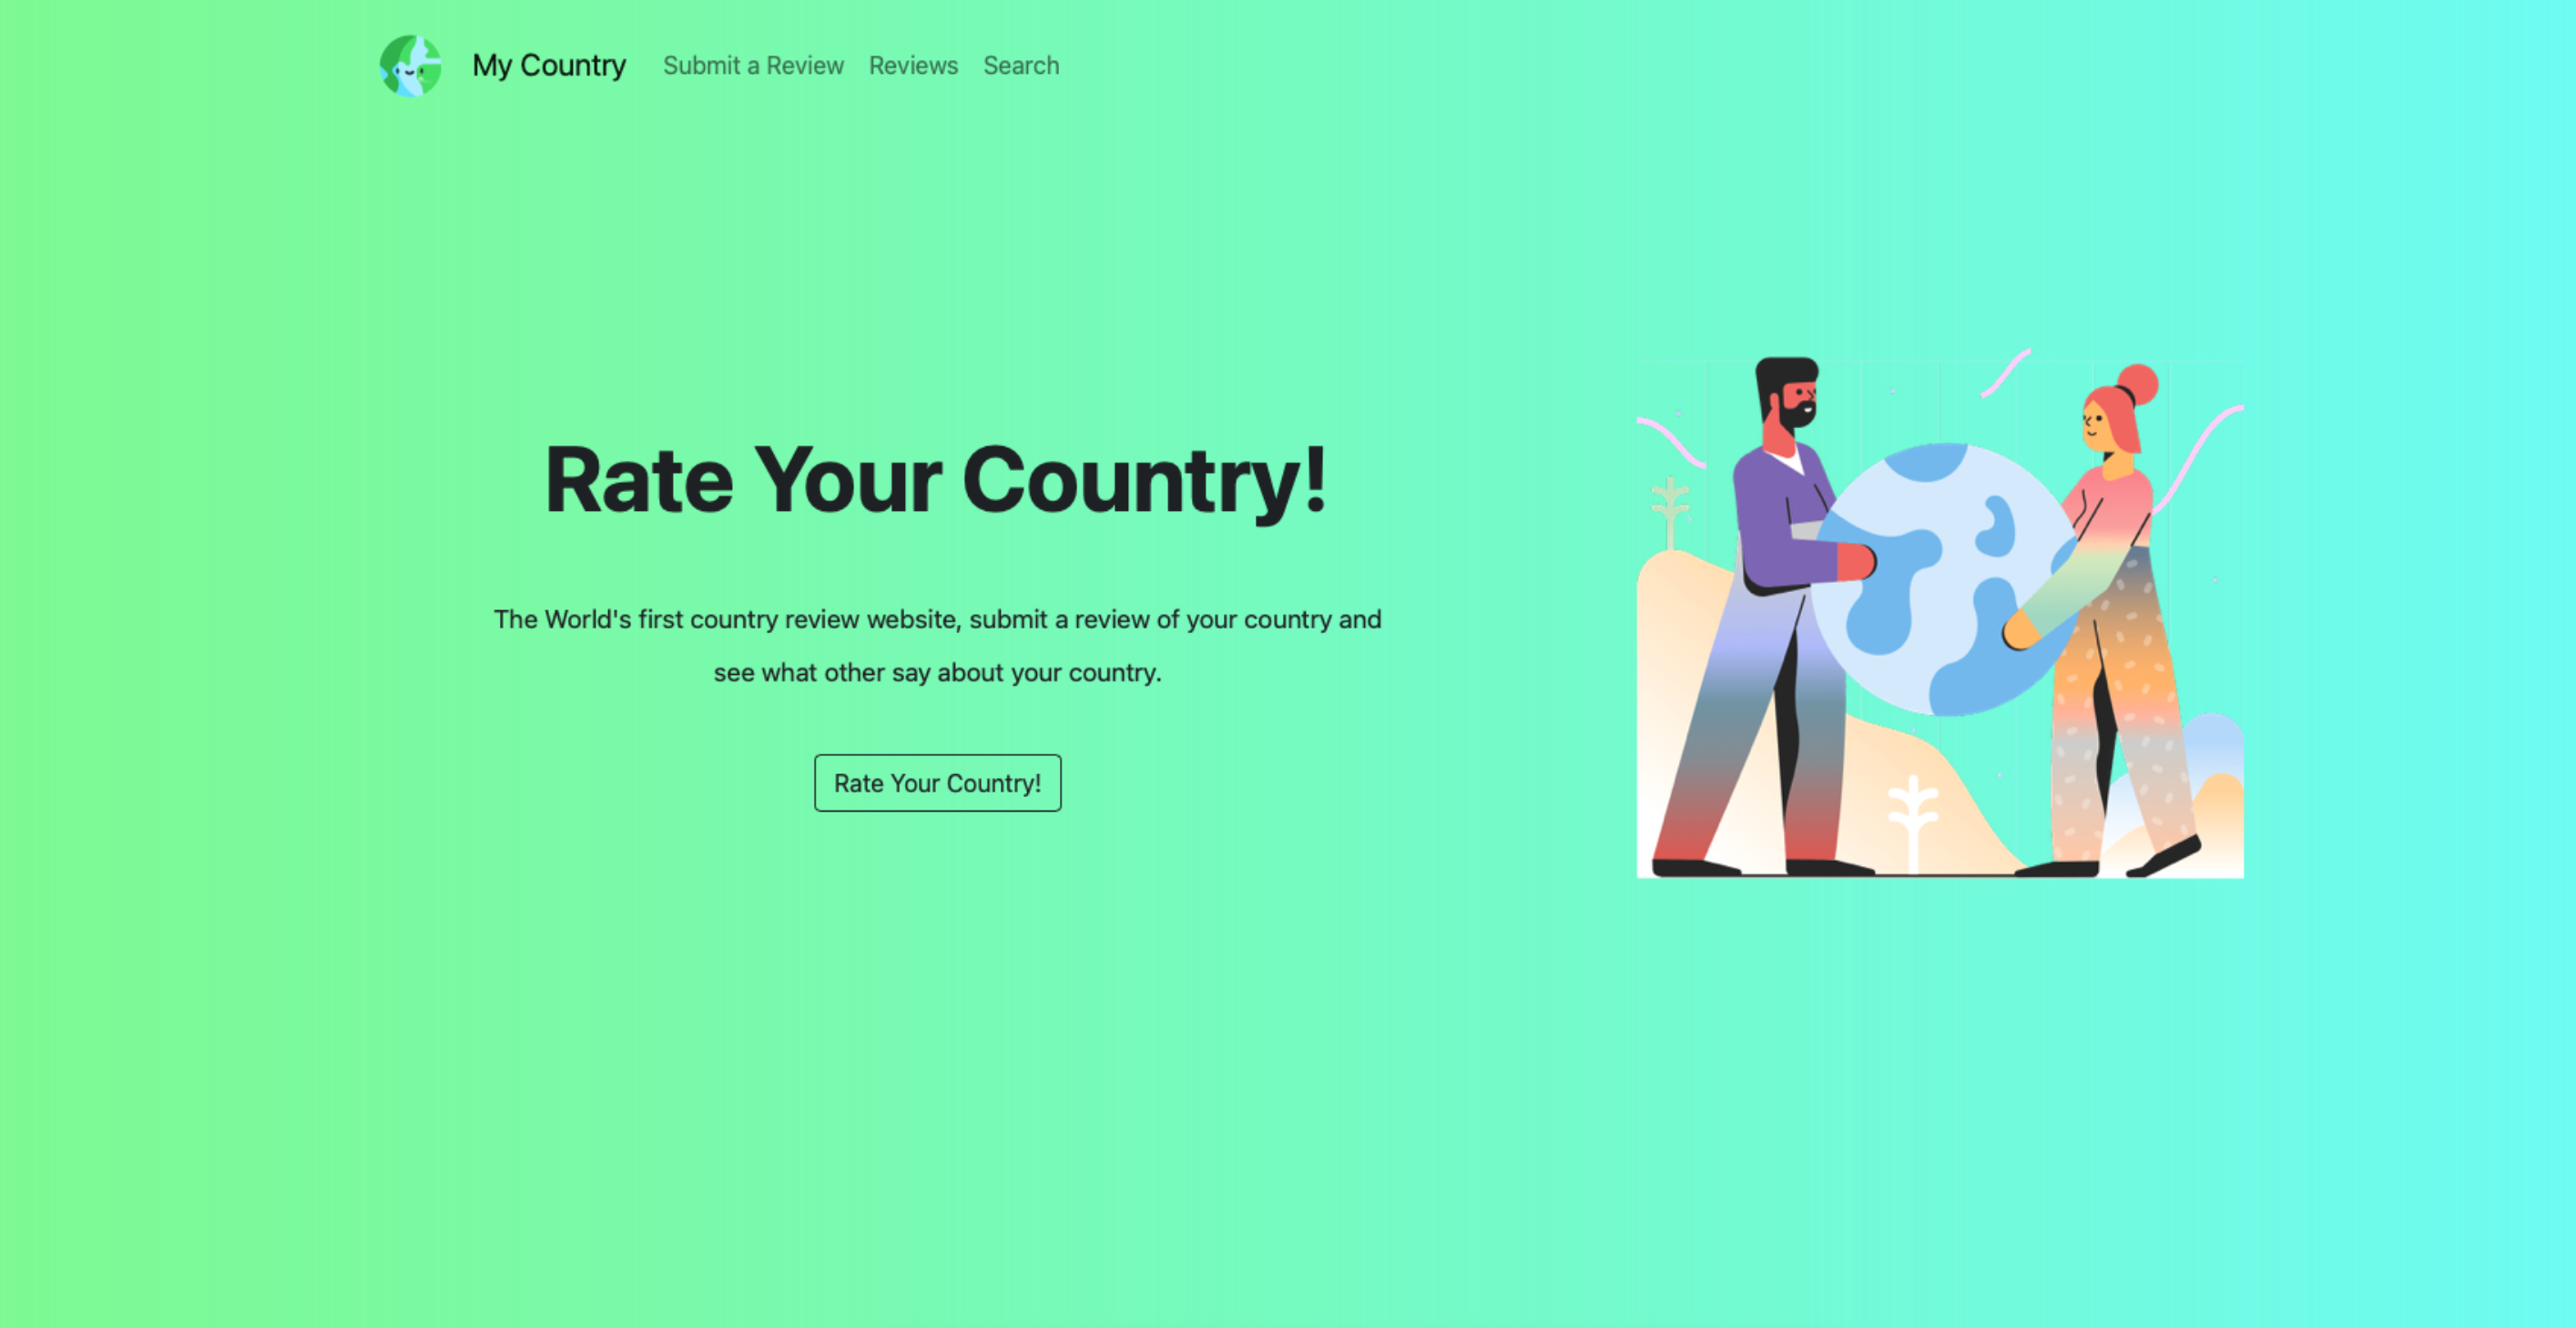 My Country Submit a Review Reviews Search
Rate Your Country!
The World's first country review website, submit a review of your country and
see what other say about your country.
Rate Your Country!